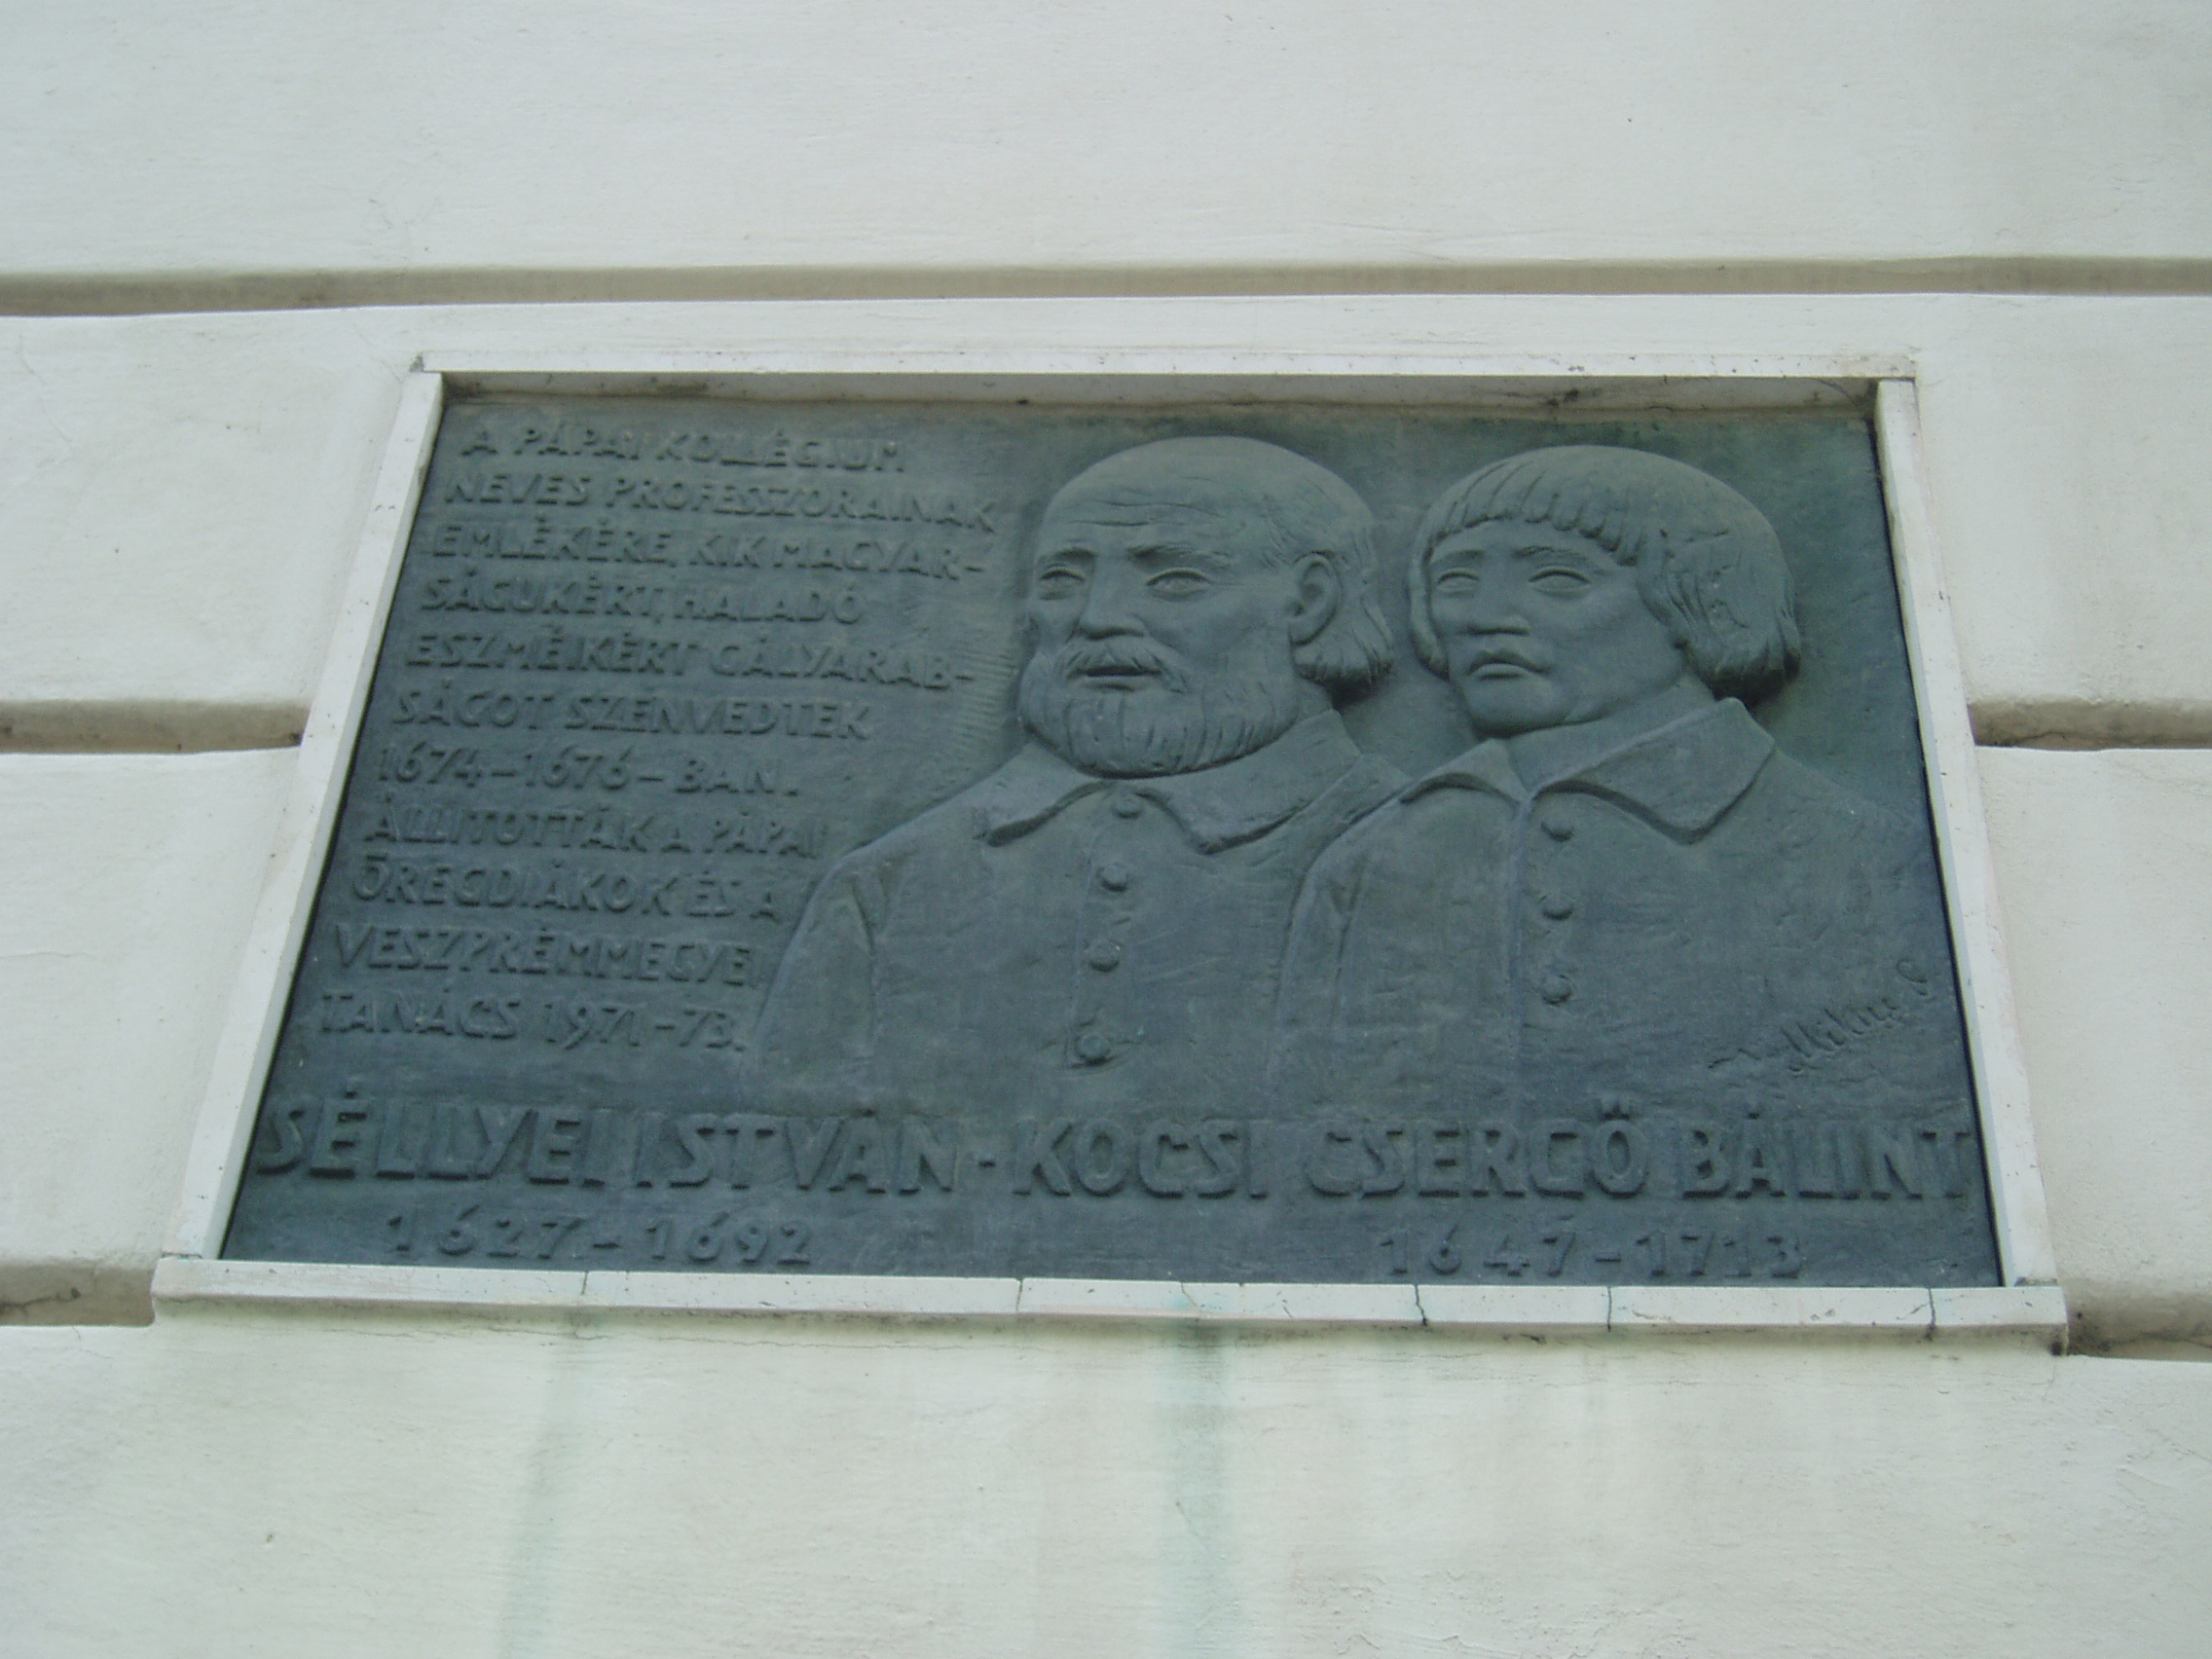 A PÁPAI KOLLÉGIUM
NEVES PROFESSZORAINAK
EMLÉKÉRE, KIK MAGYAR-
SÁGUKÉRT, HALADÓ
ESZMÉIKÉRT GÁLYARAB-
SÁGOT SZENVEDTEK
1674-1676-BAN.
ÁLLITOTTÁK A PÁPAI
ÖREGDIÁKOK ÉS A
VESZPRÉMMEGYEI
TANÁCS 1971-73.
SÉLLYEI ISTVÁN - KOCSI CSERGŐ BÁLINT
1627-1692 1647-1713